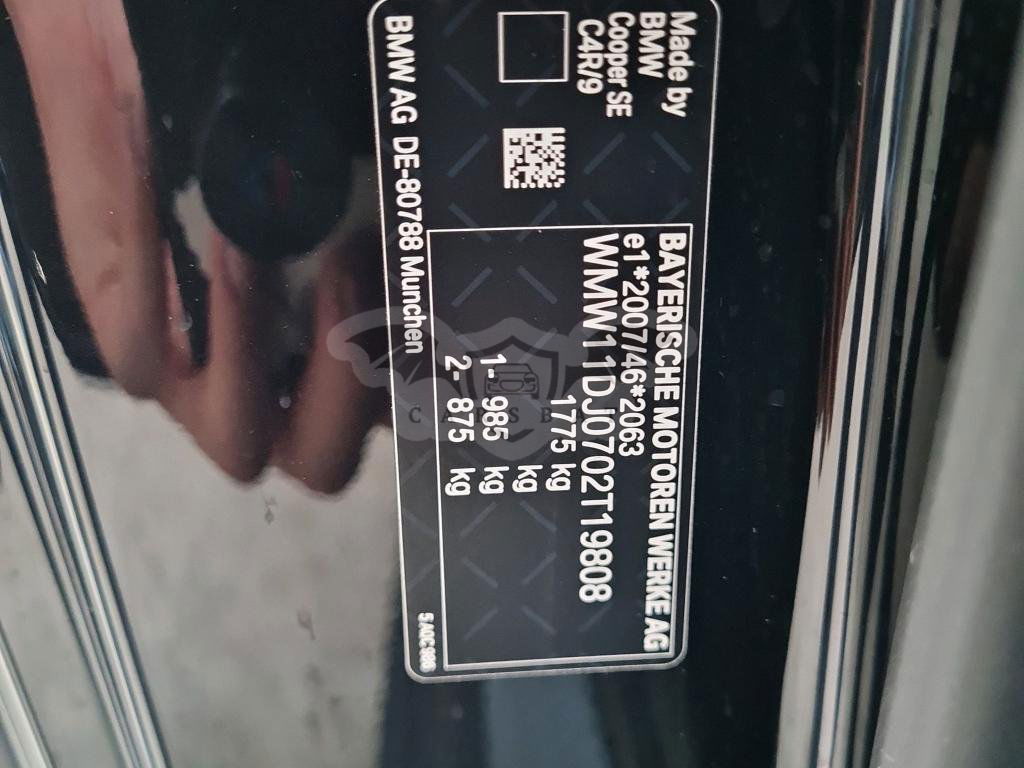 Made by
BMW
Cooper SE
C4R/9
BAYERISCHE MOTOREN WERKE AG
e1*2007/46*2063
WMW11DJ0702T19808
1775 kg
kg
1- 985 kg
2- 875 kg
BMW AG DE-80788 Munchen